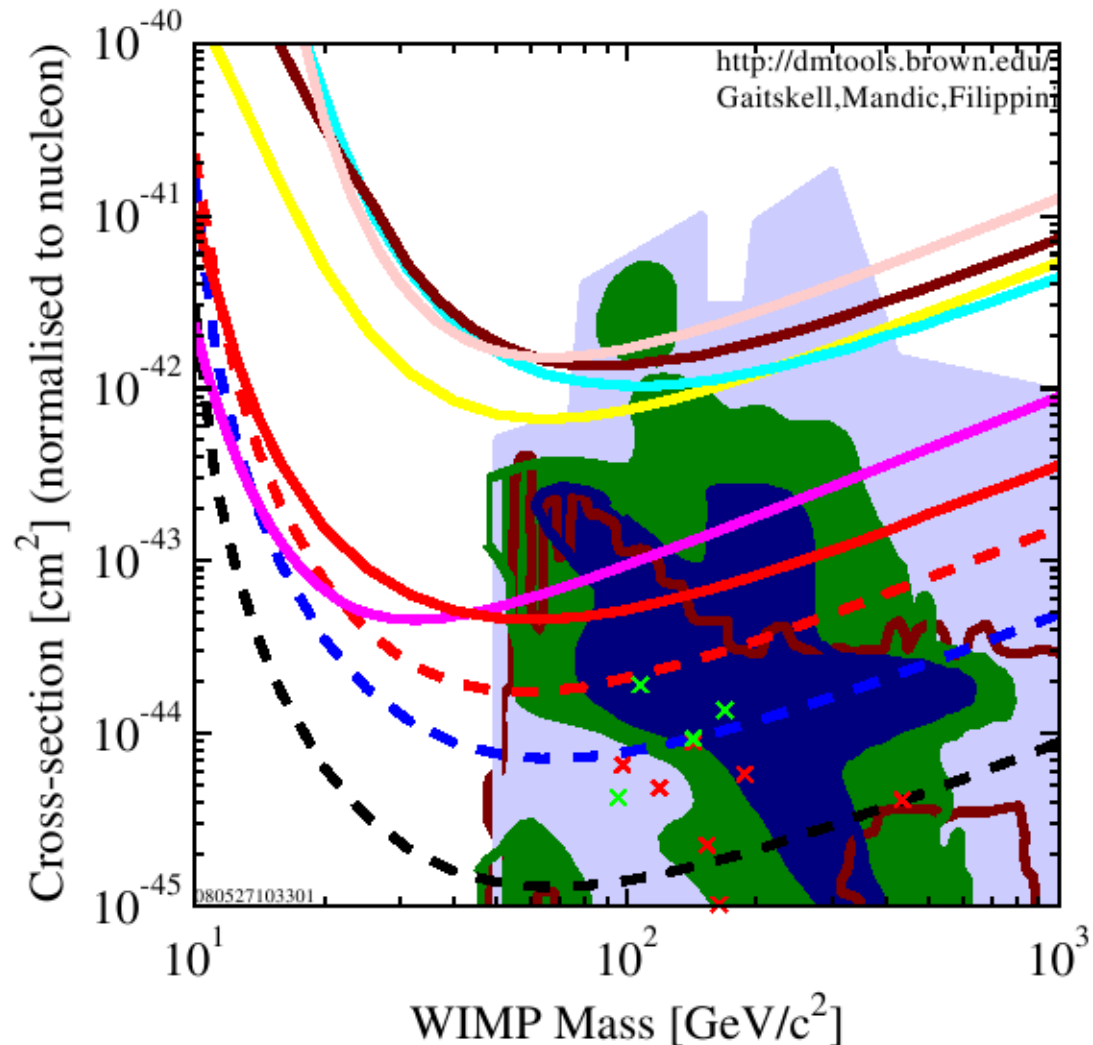 10^-40
http://dmtools.brown.edu/
Gaitskell,Mandic,Filippini
10^-41
10^-42
10^-43
10^-44
10^-45
Cross-section [cm^2] (normalised to nucleon)
080527103301
10^1
10^2
10^3
WIMP Mass [GeV/c^2]